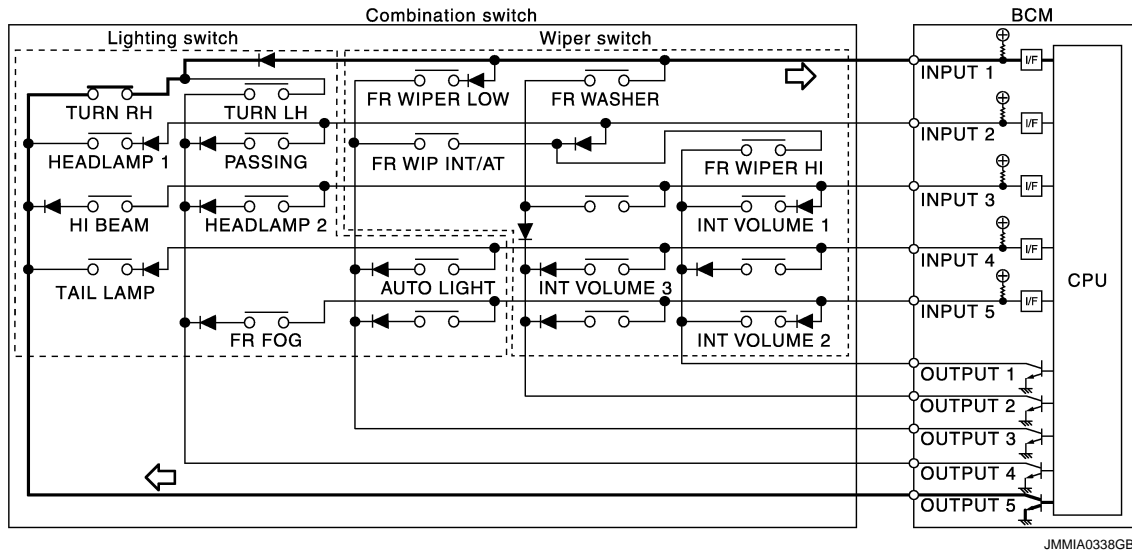 Combination switch
BCM
Lighting switch
Wiper switch
INPUT 1
I/F
TURN RH
TURN LH
FR WIPER LOW
FR WASHER
INPUT 2
I/F
HEADLAMP 1
PASSING
FR WIP INT/AT
FR WIPER HI
INPUT 3
I/F
HI BEAM
HEADLAMP 2
INT VOLUME 1
INPUT 4
I/F
CPU
TAIL LAMP
AUTO LIGHT
INT VOLUME 3
INPUT 5
I/F
FR FOG
INT VOLUME 2
OUTPUT 1
OUTPUT 2
OUTPUT 3
OUTPUT 4
OUTPUT 5
JMMIA0338GB